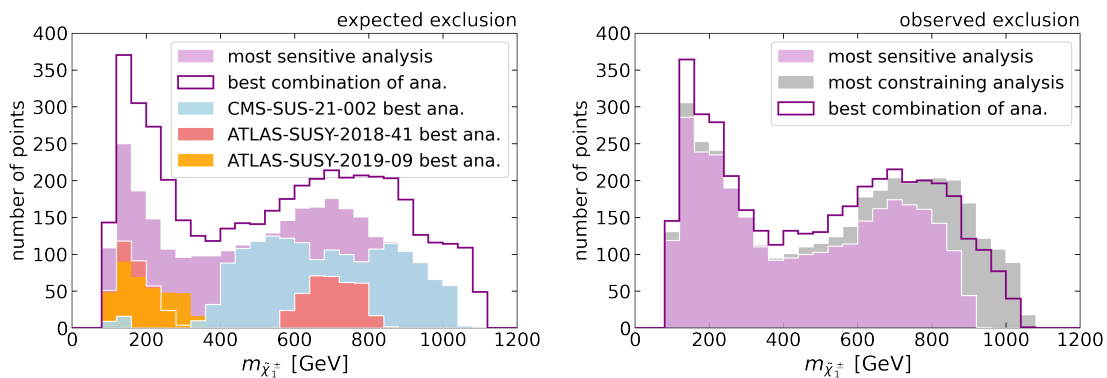 expected exclusion
number of points
400
350
300
250
200
150
100
50
0
most sensitive analysis
best combination of ana.
CMS-SUS-21-002 best ana.
ATLAS-SUSY-2018-41 best ana.
ATLAS-SUSY-2019-09 best ana.
200 400 600 800 1000 1200
m_{χ̃₁^±} [GeV]
observed exclusion
number of points
400
350
300
250
200
150
100
50
0
most sensitive analysis
most constraining analysis
best combination of ana.
200 400 600 800 1000 1200
m_{χ̃₁^±} [GeV]